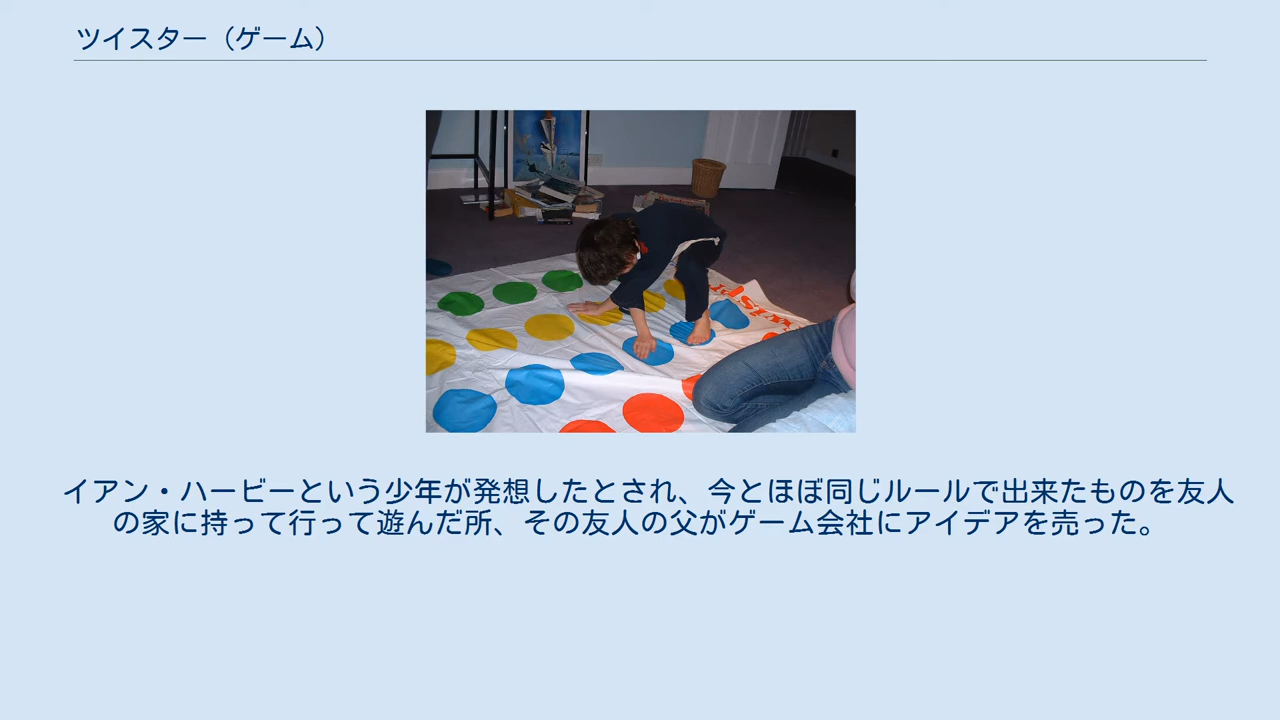 ツイスター（ゲーム）
イアン・ハービーという少年が発想したとされ、今とほぼ同じルールで出来たものを友人
の家に持って行って遊んだ所、その友人の父がゲーム会社にアイデアを売った。